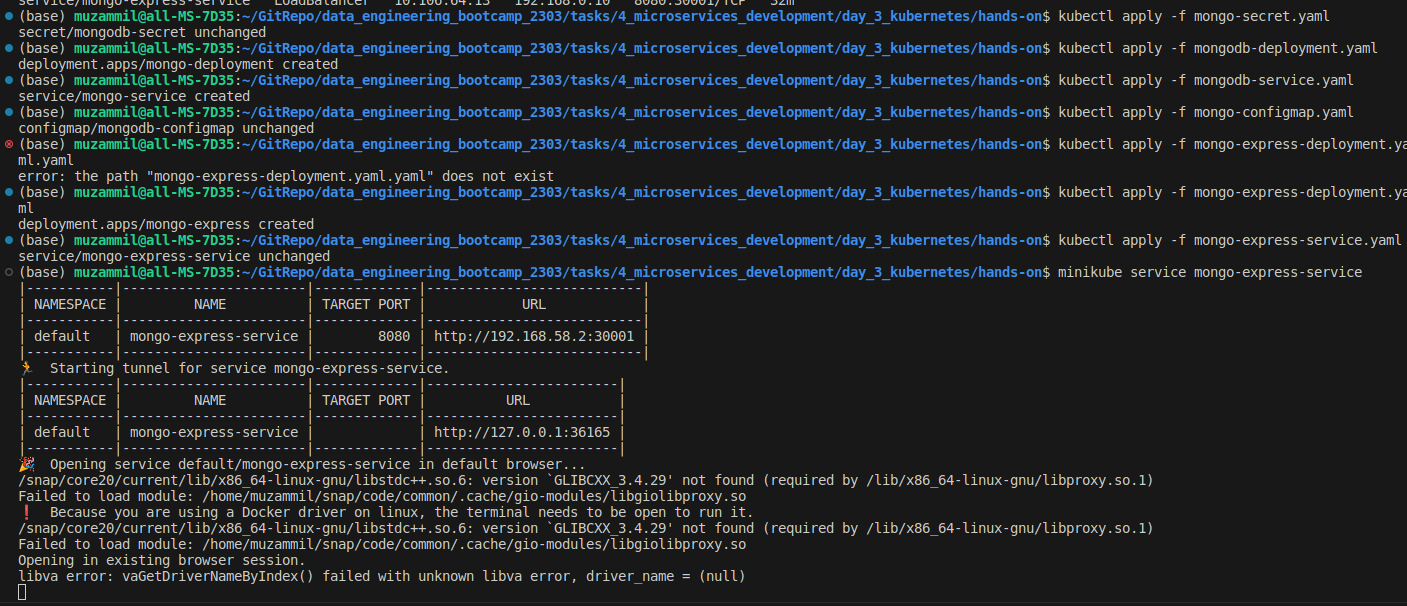 service/mongo-express-service   LoadBalancer   10.106.64.13   192.168.0.10   8080:30001/TCP   32m
(base) muzammil@all-MS-7D35:~/GitRepo/data_engineering_bootcamp_2303/tasks/4_microservices_development/day_3_kubernetes/hands-on$ kubectl apply -f mongo-secret.yaml
secret/mongodb-secret unchanged
(base) muzammil@all-MS-7D35:~/GitRepo/data_engineering_bootcamp_2303/tasks/4_microservices_development/day_3_kubernetes/hands-on$ kubectl apply -f mongodb-deployment.yaml
deployment.apps/mongo-deployment created
(base) muzammil@all-MS-7D35:~/GitRepo/data_engineering_bootcamp_2303/tasks/4_microservices_development/day_3_kubernetes/hands-on$ kubectl apply -f mongodb-service.yaml
service/mongo-service created
(base) muzammil@all-MS-7D35:~/GitRepo/data_engineering_bootcamp_2303/tasks/4_microservices_development/day_3_kubernetes/hands-on$ kubectl apply -f mongo-configmap.yaml
configmap/mongodb-configmap unchanged
(base) muzammil@all-MS-7D35:~/GitRepo/data_engineering_bootcamp_2303/tasks/4_microservices_development/day_3_kubernetes/hands-on$ kubectl apply -f mongo-express-deployment.ya
ml.yaml
error: the path "mongo-express-deployment.yaml.yaml" does not exist
(base) muzammil@all-MS-7D35:~/GitRepo/data_engineering_bootcamp_2303/tasks/4_microservices_development/day_3_kubernetes/hands-on$ kubectl apply -f mongo-express-deployment.ya
ml
deployment.apps/mongo-express created
(base) muzammil@all-MS-7D35:~/GitRepo/data_engineering_bootcamp_2303/tasks/4_microservices_development/day_3_kubernetes/hands-on$ kubectl apply -f mongo-express-service.yaml
service/mongo-express-service unchanged
(base) muzammil@all-MS-7D35:~/GitRepo/data_engineering_bootcamp_2303/tasks/4_microservices_development/day_3_kubernetes/hands-on$ minikube service mongo-express-service
|-----------|-----------------------|-------------|---------------------------|
| NAMESPACE |         NAME          | TARGET PORT |            URL            |
|-----------|-----------------------|-------------|---------------------------|
| default   | mongo-express-service |        8080 | http://192.168.58.2:30001 |
|-----------|-----------------------|-------------|---------------------------|
🏃  Starting tunnel for service mongo-express-service.
|-----------|-----------------------|-------------|------------------------|
| NAMESPACE |         NAME          | TARGET PORT |          URL           |
|-----------|-----------------------|-------------|------------------------|
| default   | mongo-express-service |             | http://127.0.0.1:36165 |
|-----------|-----------------------|-------------|------------------------|
🎉  Opening service default/mongo-express-service in default browser...
/snap/core20/current/lib/x86_64-linux-gnu/libstdc++.so.6: version `GLIBCXX_3.4.29' not found (required by /lib/x86_64-linux-gnu/libproxy.so.1)
Failed to load module: /home/muzammil/snap/code/common/.cache/gio-modules/libgiolibproxy.so
❗  Because you are using a Docker driver on linux, the terminal needs to be open to run it.
/snap/core20/current/lib/x86_64-linux-gnu/libstdc++.so.6: version `GLIBCXX_3.4.29' not found (required by /lib/x86_64-linux-gnu/libproxy.so.1)
Failed to load module: /home/muzammil/snap/code/common/.cache/gio-modules/libgiolibproxy.so
Opening in existing browser session.
libva error: vaGetDriverNameByIndex() failed with unknown libva error, driver_name = (null)